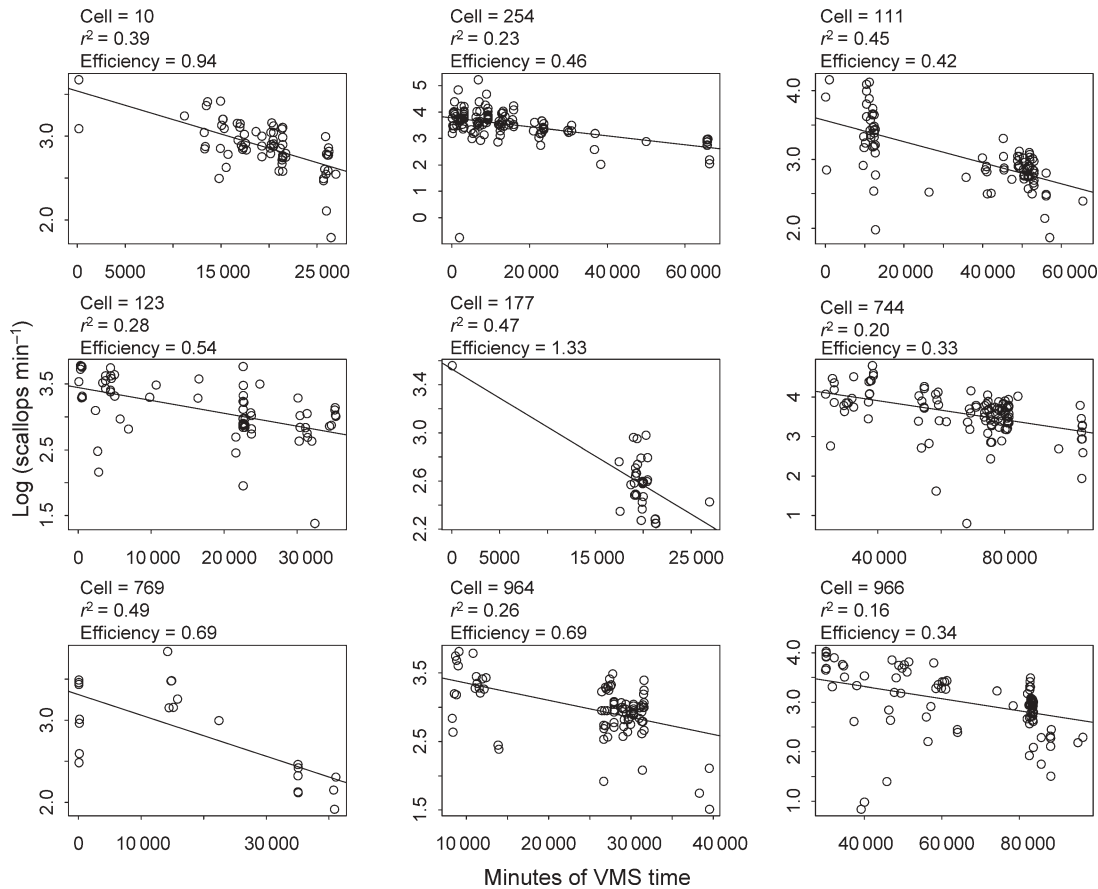 Cell = 10
r² = 0.39
Efficiency = 0.94
Cell = 254
r² = 0.23
Efficiency = 0.46
Cell = 111
r² = 0.45
Efficiency = 0.42
2.0 3.0
0 5000 15 000 25 000
0 1 2 3 4 5
0 20 000 40 000 60 000
2.0 3.0 4.0
0 20 000 40 000 60 000
Log (scallops min⁻¹)
Cell = 123
r² = 0.28
Efficiency = 0.54
Cell = 177
r² = 0.47
Efficiency = 1.33
Cell = 744
r² = 0.20
Efficiency = 0.33
1.5 2.5 3.5
0 10 000 20 000 30 000
2.2 2.6 3.0 3.4
0 5000 15 000 25 000
1 2 3 4
40 000 80 000
Cell = 769
r² = 0.49
Efficiency = 0.69
Cell = 964
r² = 0.26
Efficiency = 0.69
Cell = 966
r² = 0.16
Efficiency = 0.34
2.0 3.0
0 10 000 30 000
1.5 2.5 3.5
10 000 20 000 30 000 40 000
1.0 2.0 3.0 4.0
40 000 60 000 80 000
Minutes of VMS time